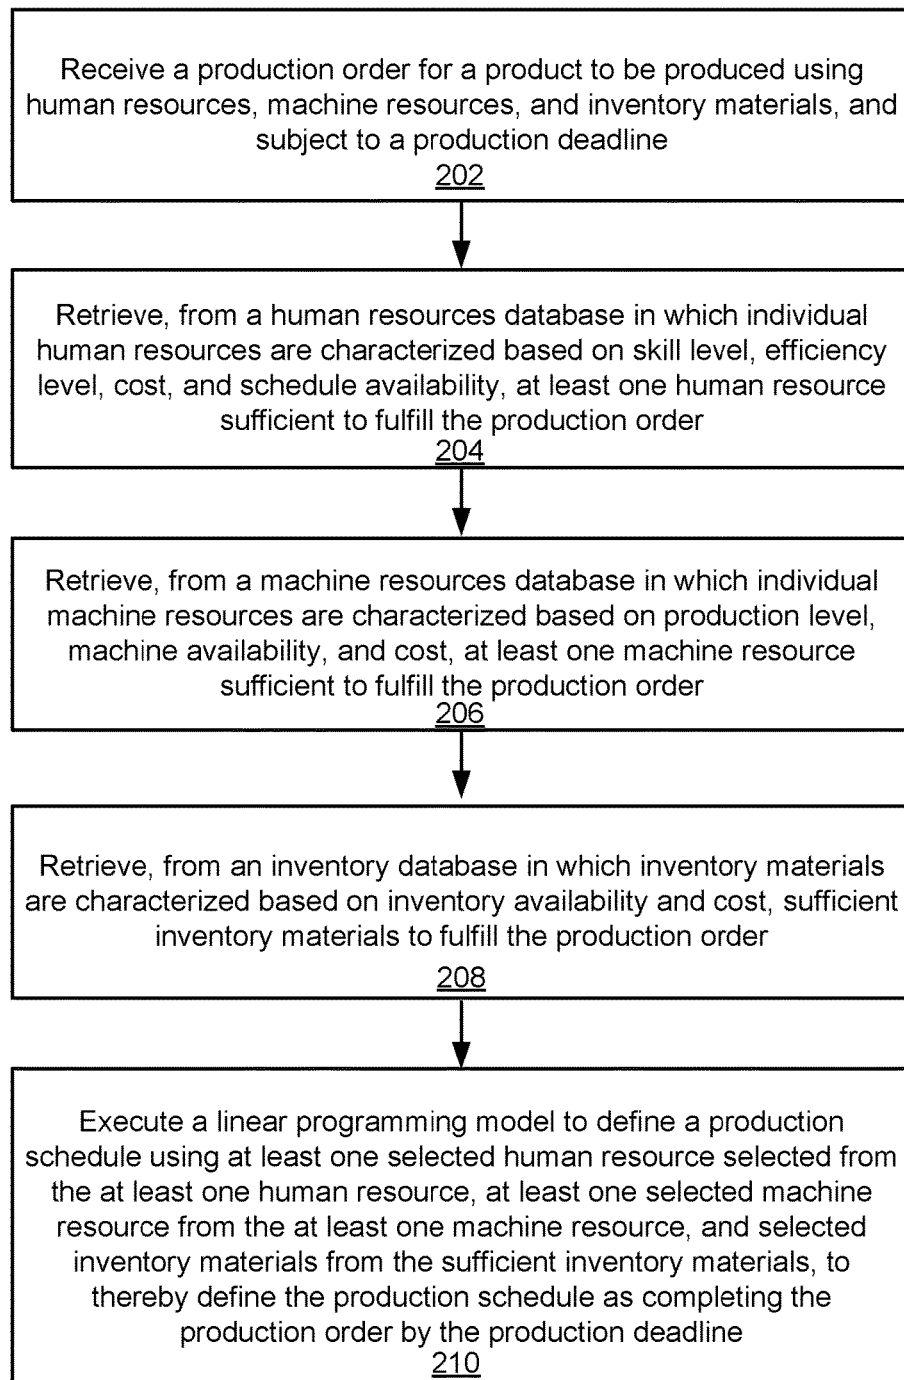 Receive a production order for a product to be produced using
human resources, machine resources, and inventory materials, and
subject to a production deadline
202
Retrieve, from a human resources database in which individual
human resources are characterized based on skill level, efficiency
level, cost, and schedule availability, at least one human resource
sufficient to fulfill the production order
204
Retrieve, from a machine resources database in which individual
machine resources are characterized based on production level,
machine availability, and cost, at least one machine resource
sufficient to fulfill the production order
206
Retrieve, from an inventory database in which inventory materials
are characterized based on inventory availability and cost, sufficient
inventory materials to fulfill the production order
208
Execute a linear programming model to define a production
schedule using at least one selected human resource selected from
the at least one human resource, at least one selected machine
resource from the at least one machine resource, and selected
inventory materials from the sufficient inventory materials, to
thereby define the production schedule as completing the
production order by the production deadline
210